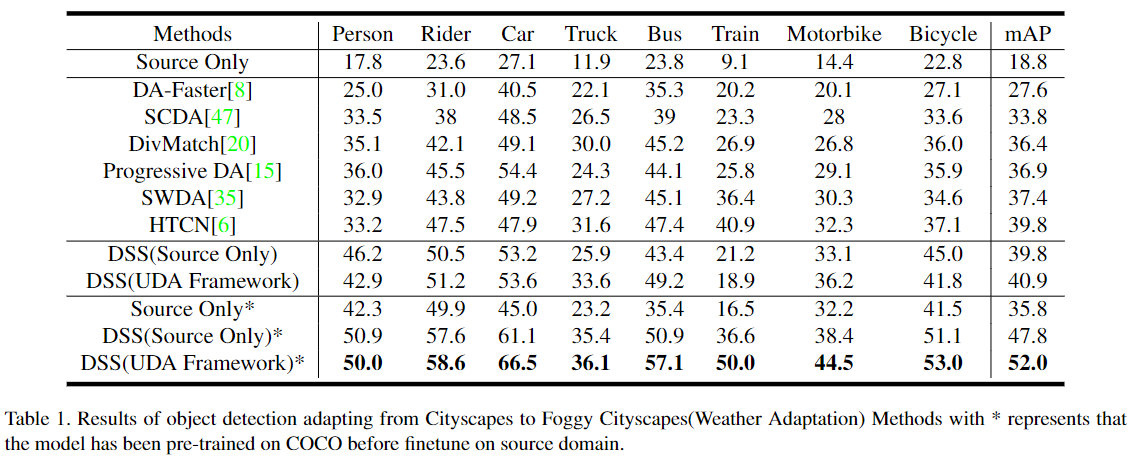 Methods Person Rider Car Truck Bus Train Motorbike Bicycle mAP
Source Only 17.8 23.6 27.1 11.9 23.8 9.1 14.4 22.8 18.8
DA-Faster[8] 25.0 31.0 40.5 22.1 35.3 20.2 20.1 27.1 27.6
SCDA[47] 33.5 38 48.5 26.5 39 23.3 28 33.6 33.8
DivMatch[20] 35.1 42.1 49.1 30.0 45.2 26.9 26.8 36.0 36.4
Progressive DA[15] 36.0 45.5 54.4 24.3 44.1 25.8 29.1 35.9 36.9
SWDA[35] 32.9 43.8 49.2 27.2 45.1 36.4 30.3 34.6 37.4
HTCN[6] 33.2 47.5 47.9 31.6 47.4 40.9 32.3 37.1 39.8
DSS(Source Only) 46.2 50.5 53.2 25.9 43.4 21.2 33.1 45.0 39.8
DSS(UDA Framework) 42.9 51.2 53.6 33.6 49.2 18.9 36.2 41.8 40.9
Source Only* 42.3 49.9 45.0 23.2 35.4 16.5 32.2 41.5 35.8
DSS(Source Only)* 50.9 57.6 61.1 35.4 50.9 36.6 38.4 51.1 47.8
DSS(UDA Framework)* 50.0 58.6 66.5 36.1 57.1 50.0 44.5 53.0 52.0
Table 1. Results of object detection adapting from Cityscapes to Foggy Cityscapes(Weather Adaptation) Methods with * represents that
the model has been pre-trained on COCO before finetune on source domain.